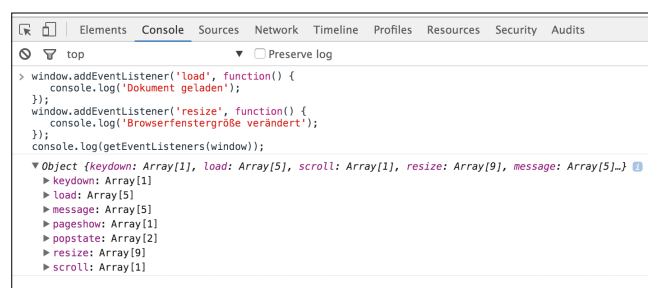 Elements Console Sources Network Timeline Profiles Resources Security Audits
top ▼ Preserve log
> window.addEventListener('load', function() {
console.log('Dokument geladen');
});
window.addEventListener('resize', function() {
console.log('Browserfenstergröße verändert');
});
console.log(getEventListeners(window));
▼ Object {keydown: Array[1], load: Array[5], scroll: Array[1], resize: Array[9], message: Array[5]…} i
▶ keydown: Array[1]
▶ load: Array[5]
▶ message: Array[5]
▶ pageshow: Array[1]
▶ popstate: Array[2]
▶ resize: Array[9]
▶ scroll: Array[1]